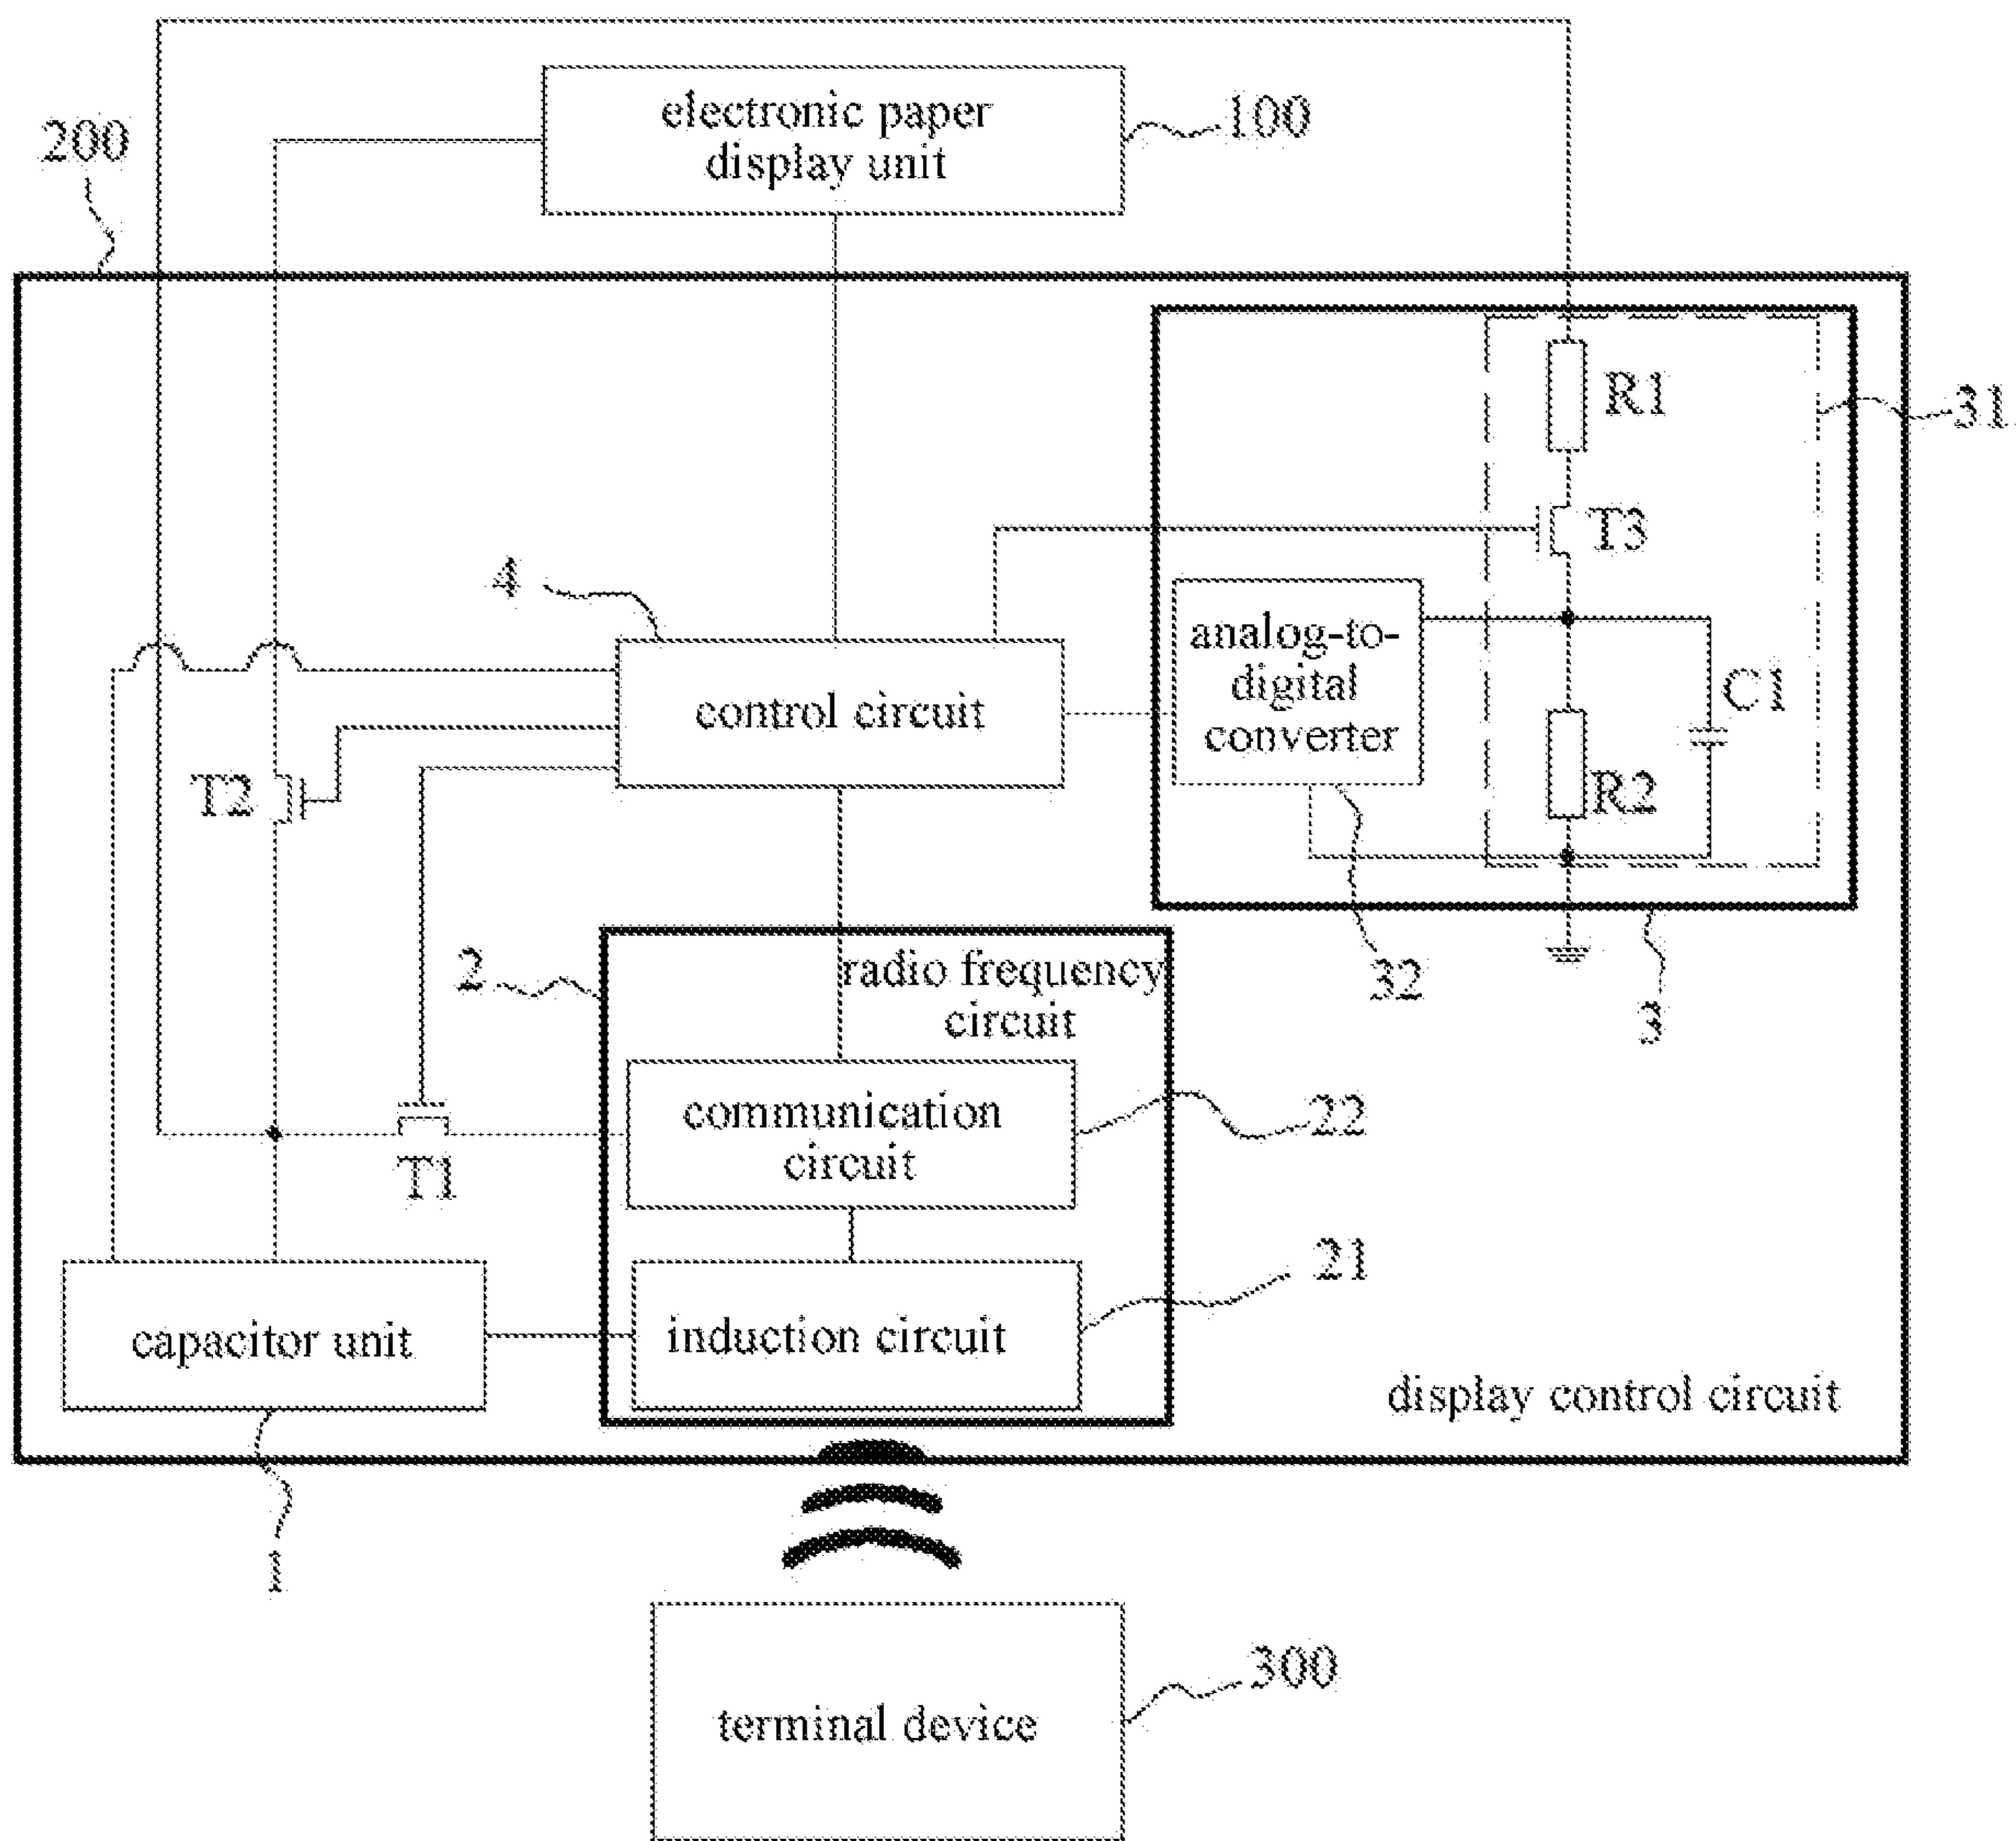 electronic paper
display unit
100
200
R1
31
T3
4
analog-to-
digital
converter
control circuit
C1
T2
R2
2
radio frequency
circuit
32
3
communication
circuit
22
T1
21
capacitor unit
induction circuit
display control circuit
1
300
terminal device